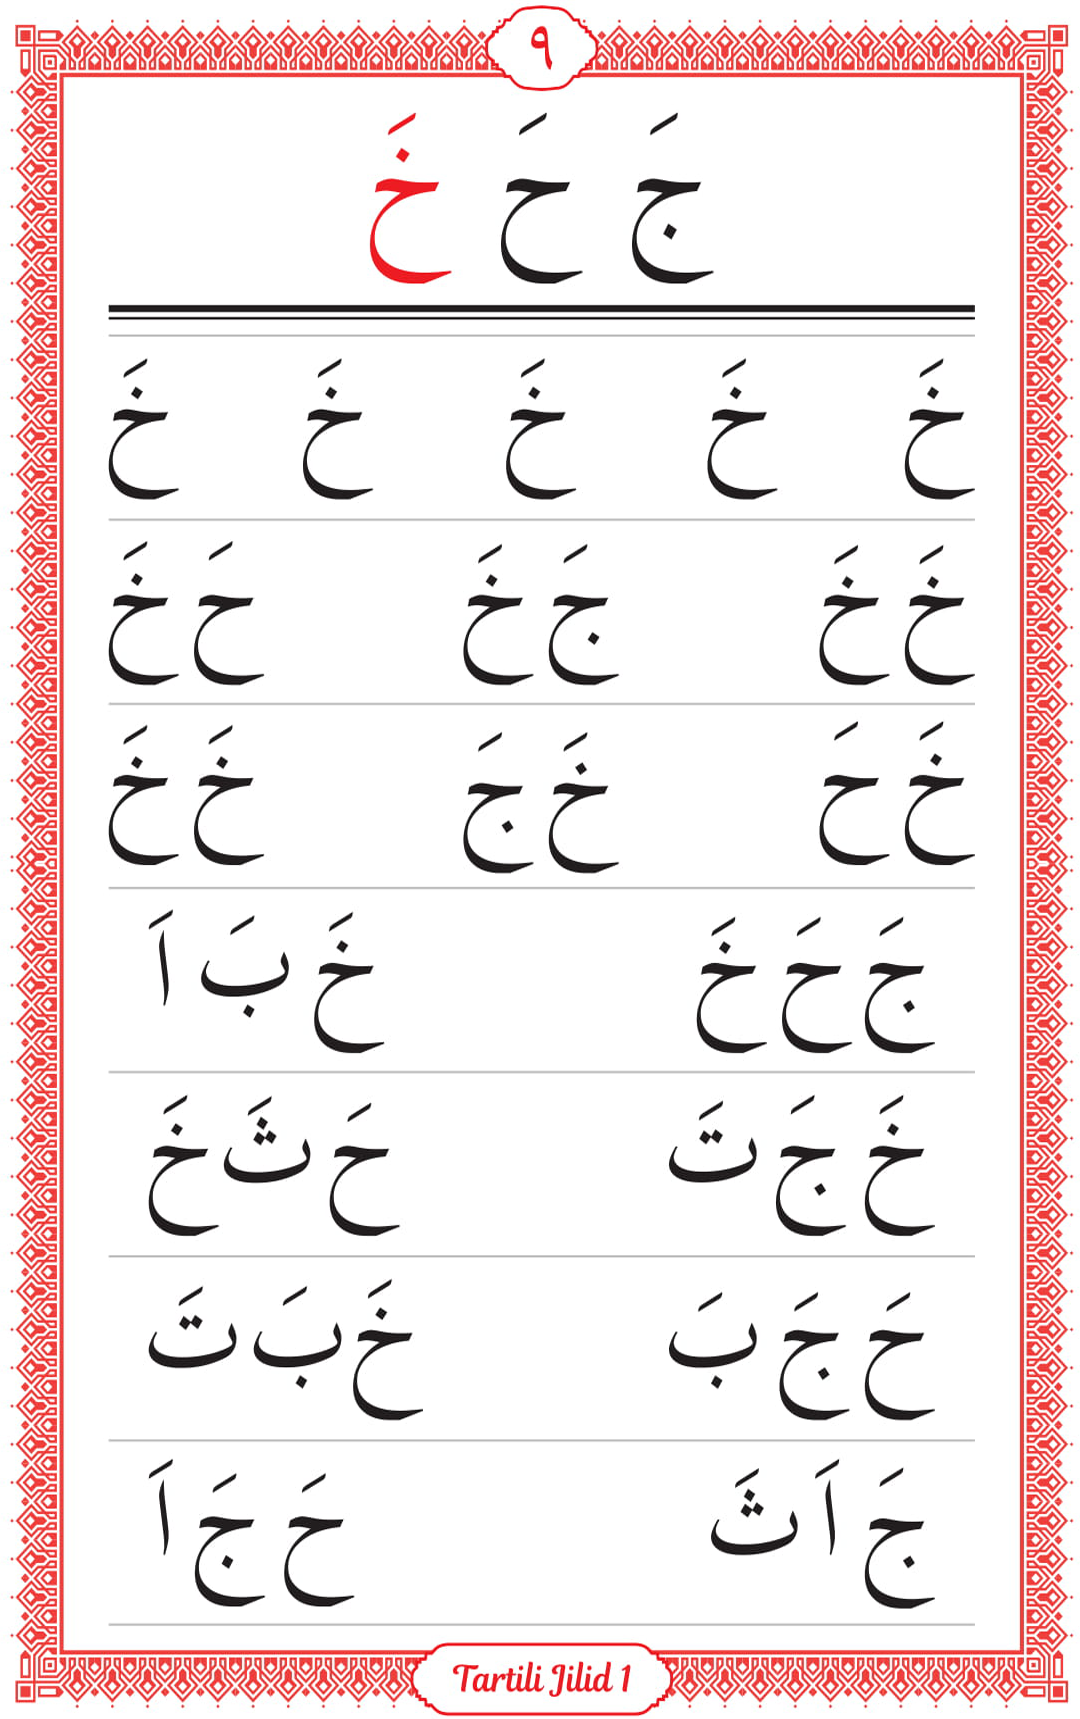 ٩
جَ حَ خَ
خَ خَ خَ خَ خَ
خَ خَ جَ خَ حَ خَ
خَ حَ خَ جَ خَ خَ
جَ حَ خَ خَ بَ اَ
خَ جَ تَ حَ ثَ خَ
حَ جَ بَ خَ بَ تَ
جَ اَ ثَ حَ جَ اَ
Tartili Jilid 1